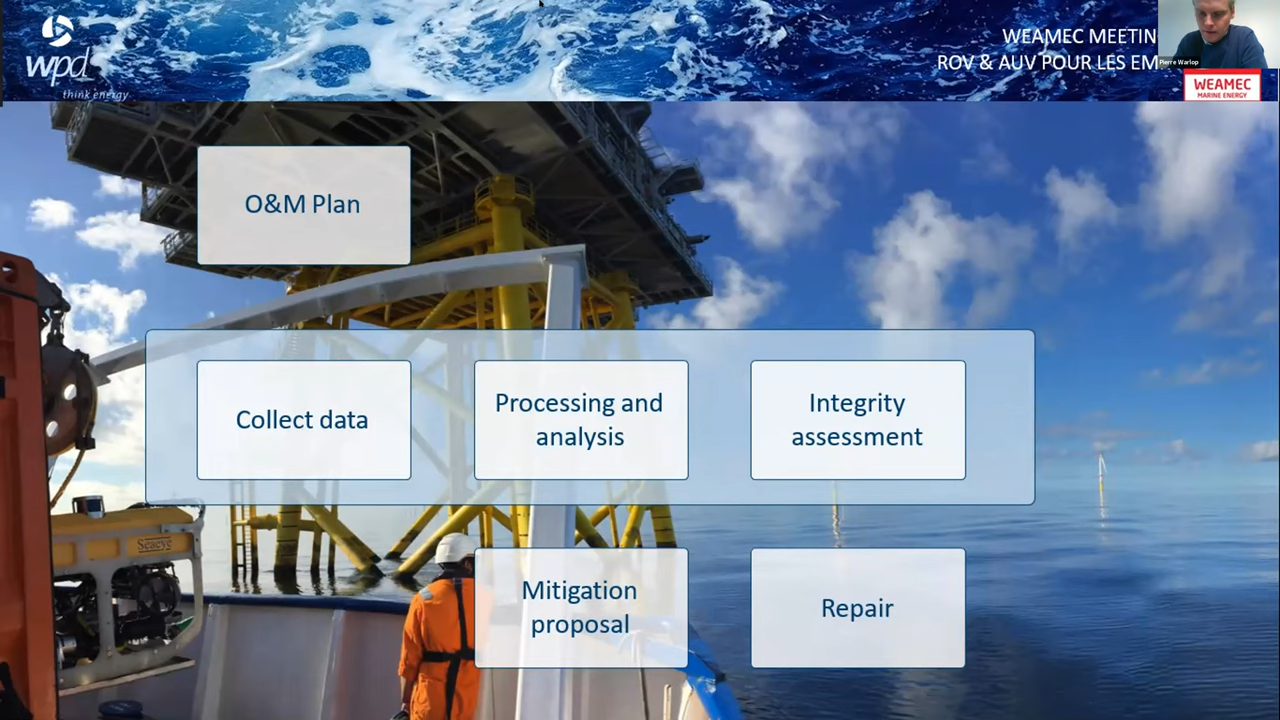 wpd
think energy
WEAMEC MEETIN
ROV & AUV POUR LES EM
Pierre Warlop
WEAMEC
MARINE ENERGY
O&M Plan
Collect data
Processing and
analysis
Integrity
assessment
Seaeye
Mitigation
proposal
Repair